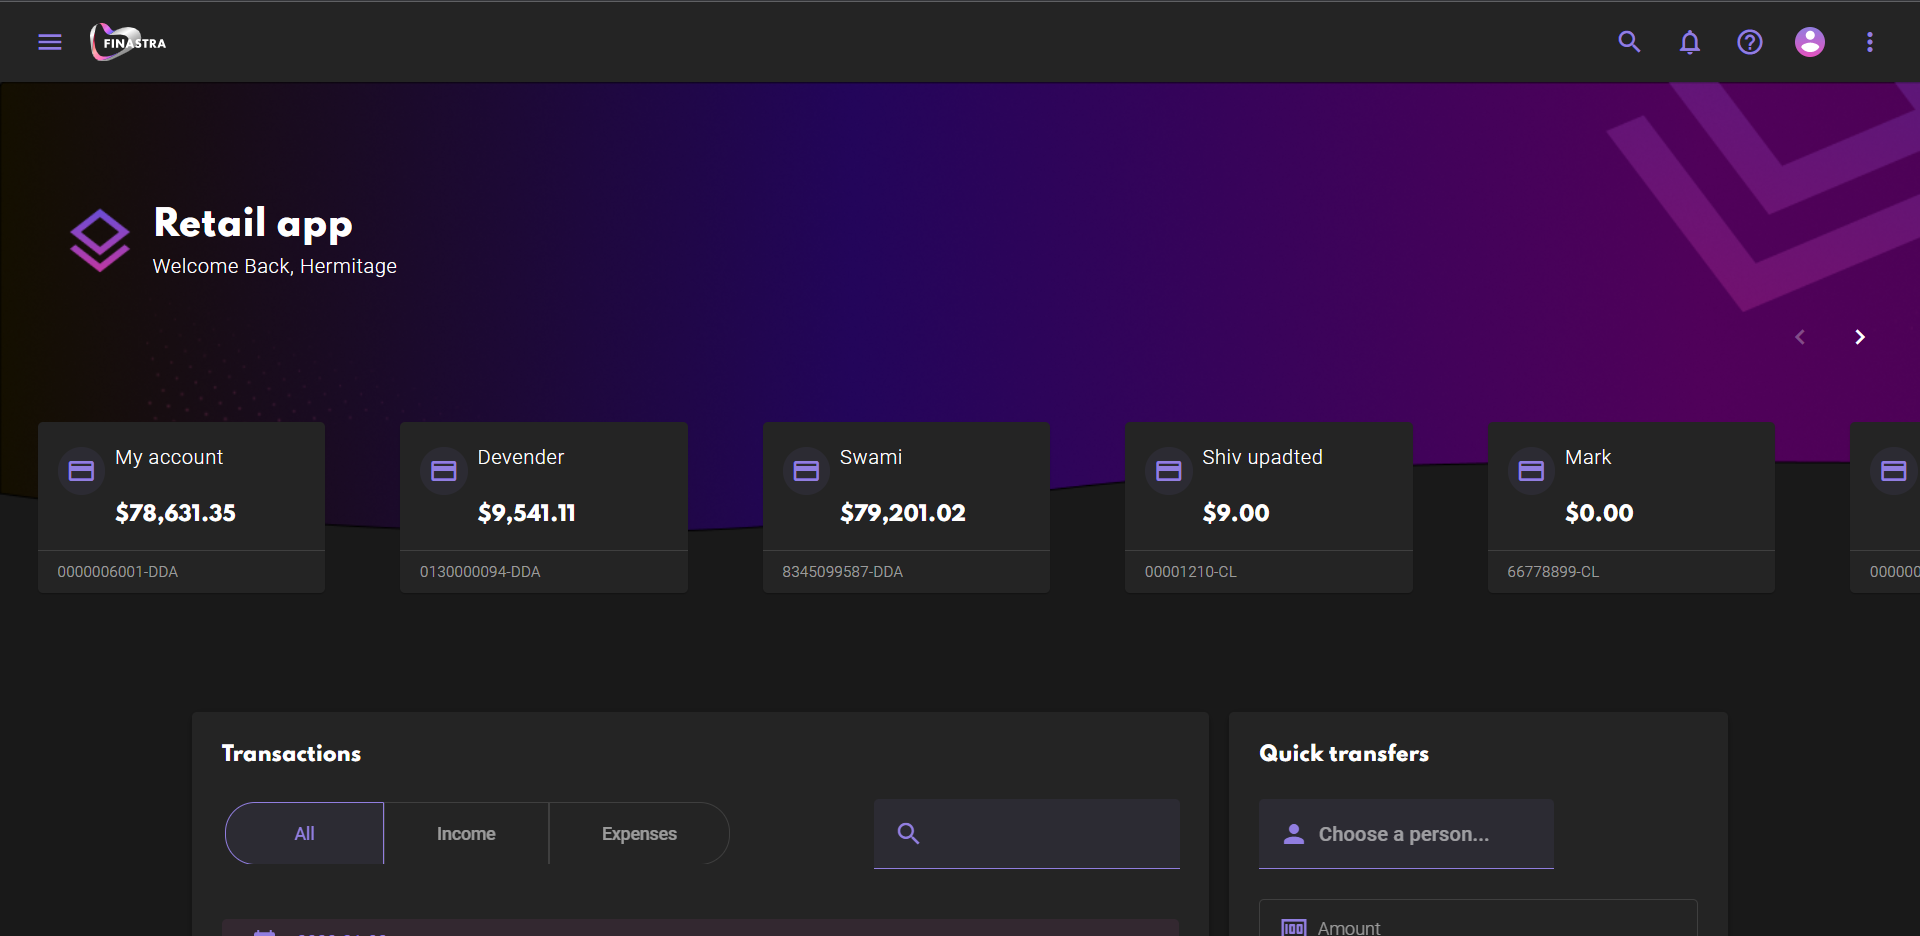 FINASTRA
Retail app
Welcome Back, Hermitage
My account
$78,631.35
0000006001-DDA
Devender
$9,541.11
0130000094-DDA
Swami
$79,201.02
8345099587-DDA
Shiv upadted
$9.00
00001210-CL
Mark
$0.00
66778899-CL
000000
Transactions
All
Income
Expenses
Quick transfers
Choose a person...
100
Amount